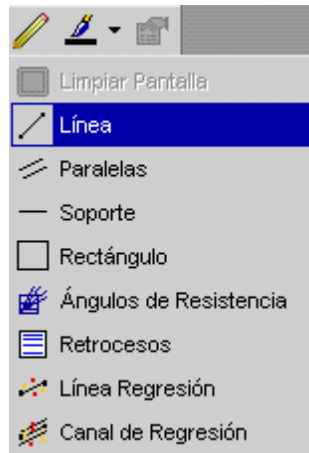 Limpiar Pantalla
Línea
Paralelas
Soporte
Rectángulo
Ángulos de Resistencia
Retrocesos
Línea Regresión
Canal de Regresión